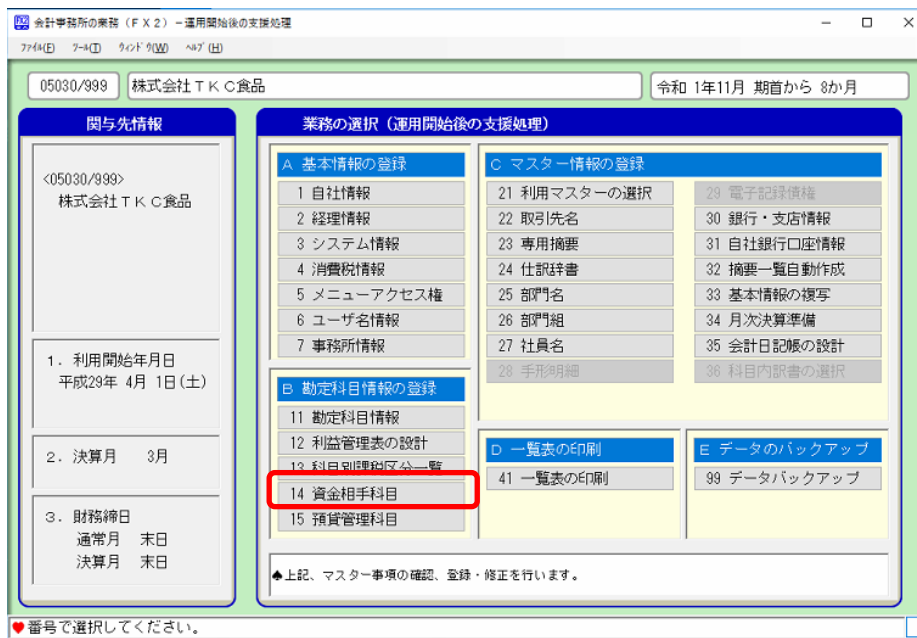 会計事務所の業務（ＦＸ２）－運用開始後の支援処理
ﾌｧｲﾙ(F) ﾂｰﾙ(T) ｳｨﾝﾄﾞｳ(W) ﾍﾙﾌﾟ(H)
05030/999 株式会社ＴＫＣ食品 令和 1年11月 期首から 8か月
関与先情報
<05030/999>
株式会社ＴＫＣ食品
1．利用開始年月日
平成29年 4月 1日(土)
2．決算月 3月
3．財務締日
通常月 末日
決算月 末日
業務の選択（運用開始後の支援処理）
A 基本情報の登録
1 自社情報
2 経理情報
3 システム情報
4 消費税情報
5 メニューアクセス権
6 ユーザ名情報
7 事務所情報
B 勘定科目情報の登録
11 勘定科目情報
12 利益管理表の設計
13 科目別課税区分一覧
14 資金相手科目
15 預貸管理科目
C マスター情報の登録
21 利用マスターの選択
22 取引先名
23 専用摘要
24 仕訳辞書
25 部門名
26 部門組
27 社員名
28 手形明細
29 電子記録債権
30 銀行・支店情報
31 自社銀行口座情報
32 摘要一覧自動作成
33 基本情報の複写
34 月次決算準備
35 会計日記帳の設計
36 科目内訳書の選択
D 一覧表の印刷
41 一覧表の印刷
E データのバックアップ
99 データバックアップ
♠上記、マスター事項の確認、登録・修正を行います。
♥番号で選択してください。